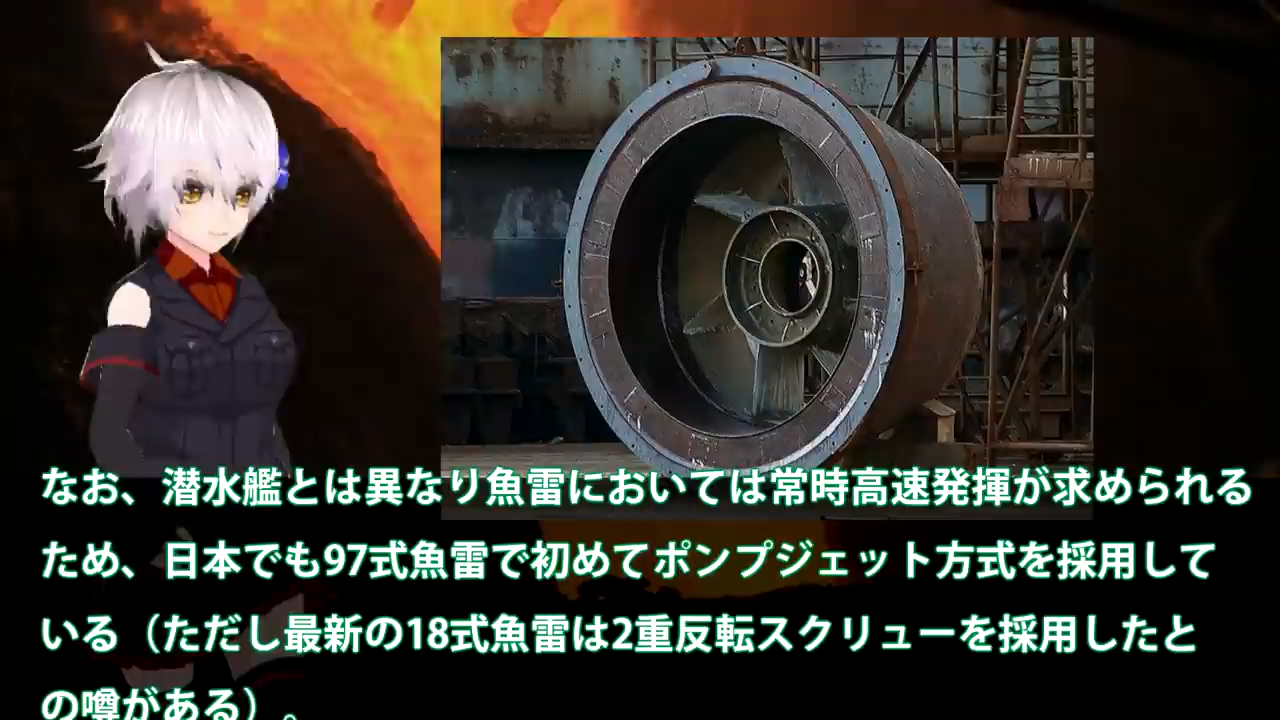 なお、潜水艦とは異なり魚雷においては常時高速発揮が求められる
ため、日本でも97式魚雷で初めてポンプジェット方式を採用して
いる（ただし最新の18式魚雷は2重反転スクリューを採用したと
の噂がある）。